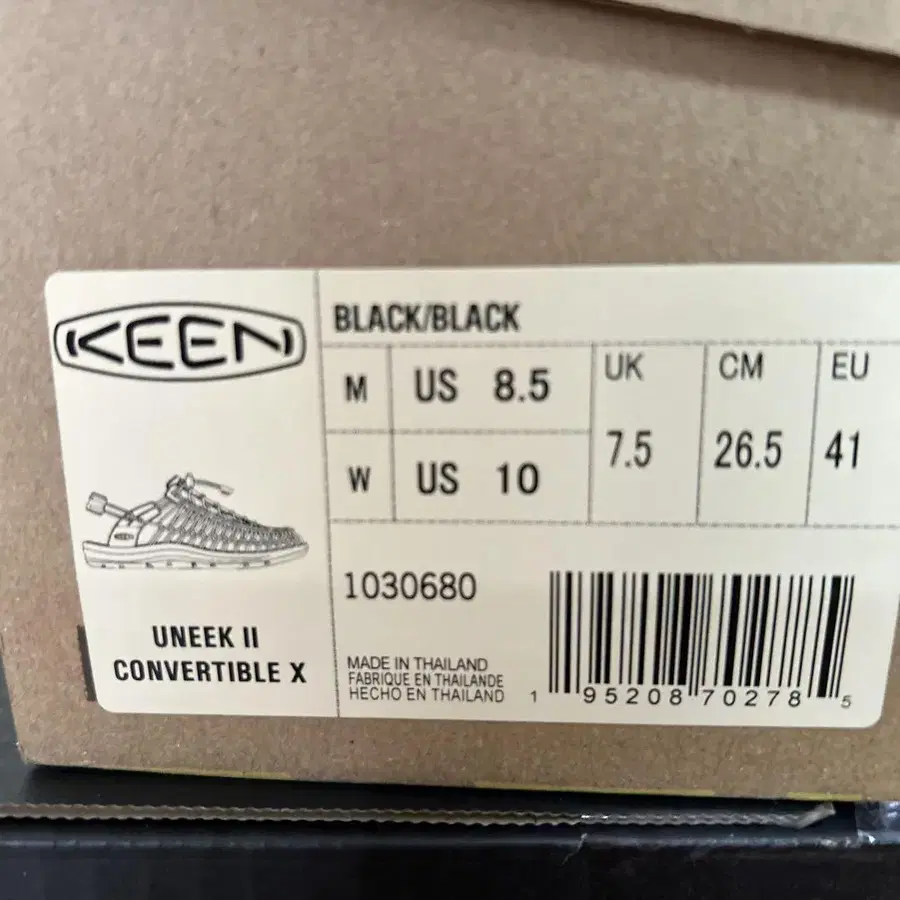 KEEN
BLACK/BLACK
M US 8.5
W US 10
UK
7.5
CM
26.5
EU
41
KEEN
UNEEK II
CONVERTIBLE X
1030680
MADE IN THAILAND
FABRIQUE EN THAILANDE
HECHO EN THAILAND
1 95208 70278 5